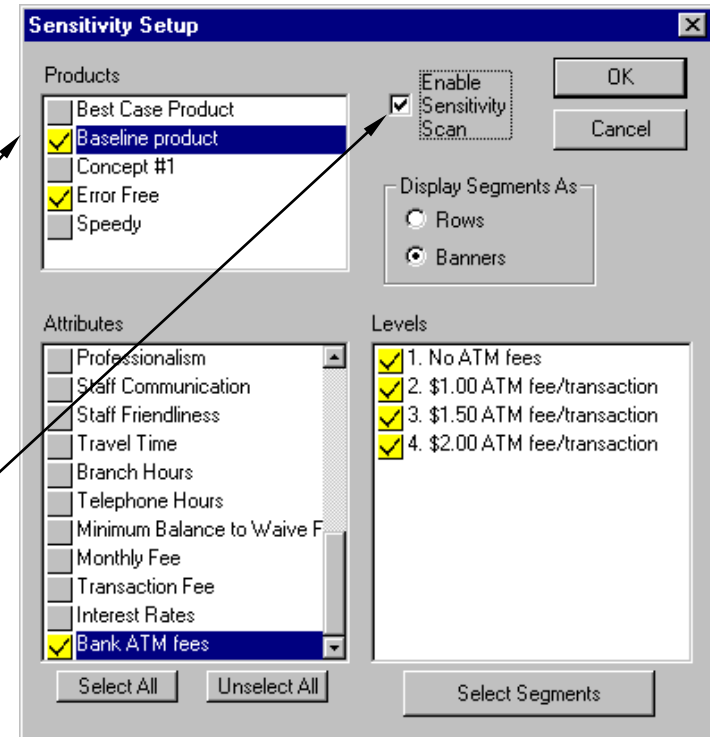 Sensitivity Setup
Products
Best Case Product
Baseline product
Concept #1
Error Free
Speedy
Enable
Sensitivity
Scan
OK
Cancel
Display Segments As
Rows
Banners
Attributes
Professionalism
Staff Communication
Staff Friendliness
Travel Time
Branch Hours
Telephone Hours
Minimum Balance to Waive F
Monthly Fee
Transaction Fee
Interest Rates
Bank ATM fees
Select All
Unselect All
Levels
1. No ATM fees
2. $1.00 ATM fee/transaction
3. $1.50 ATM fee/transaction
4. $2.00 ATM fee/transaction
Select Segments